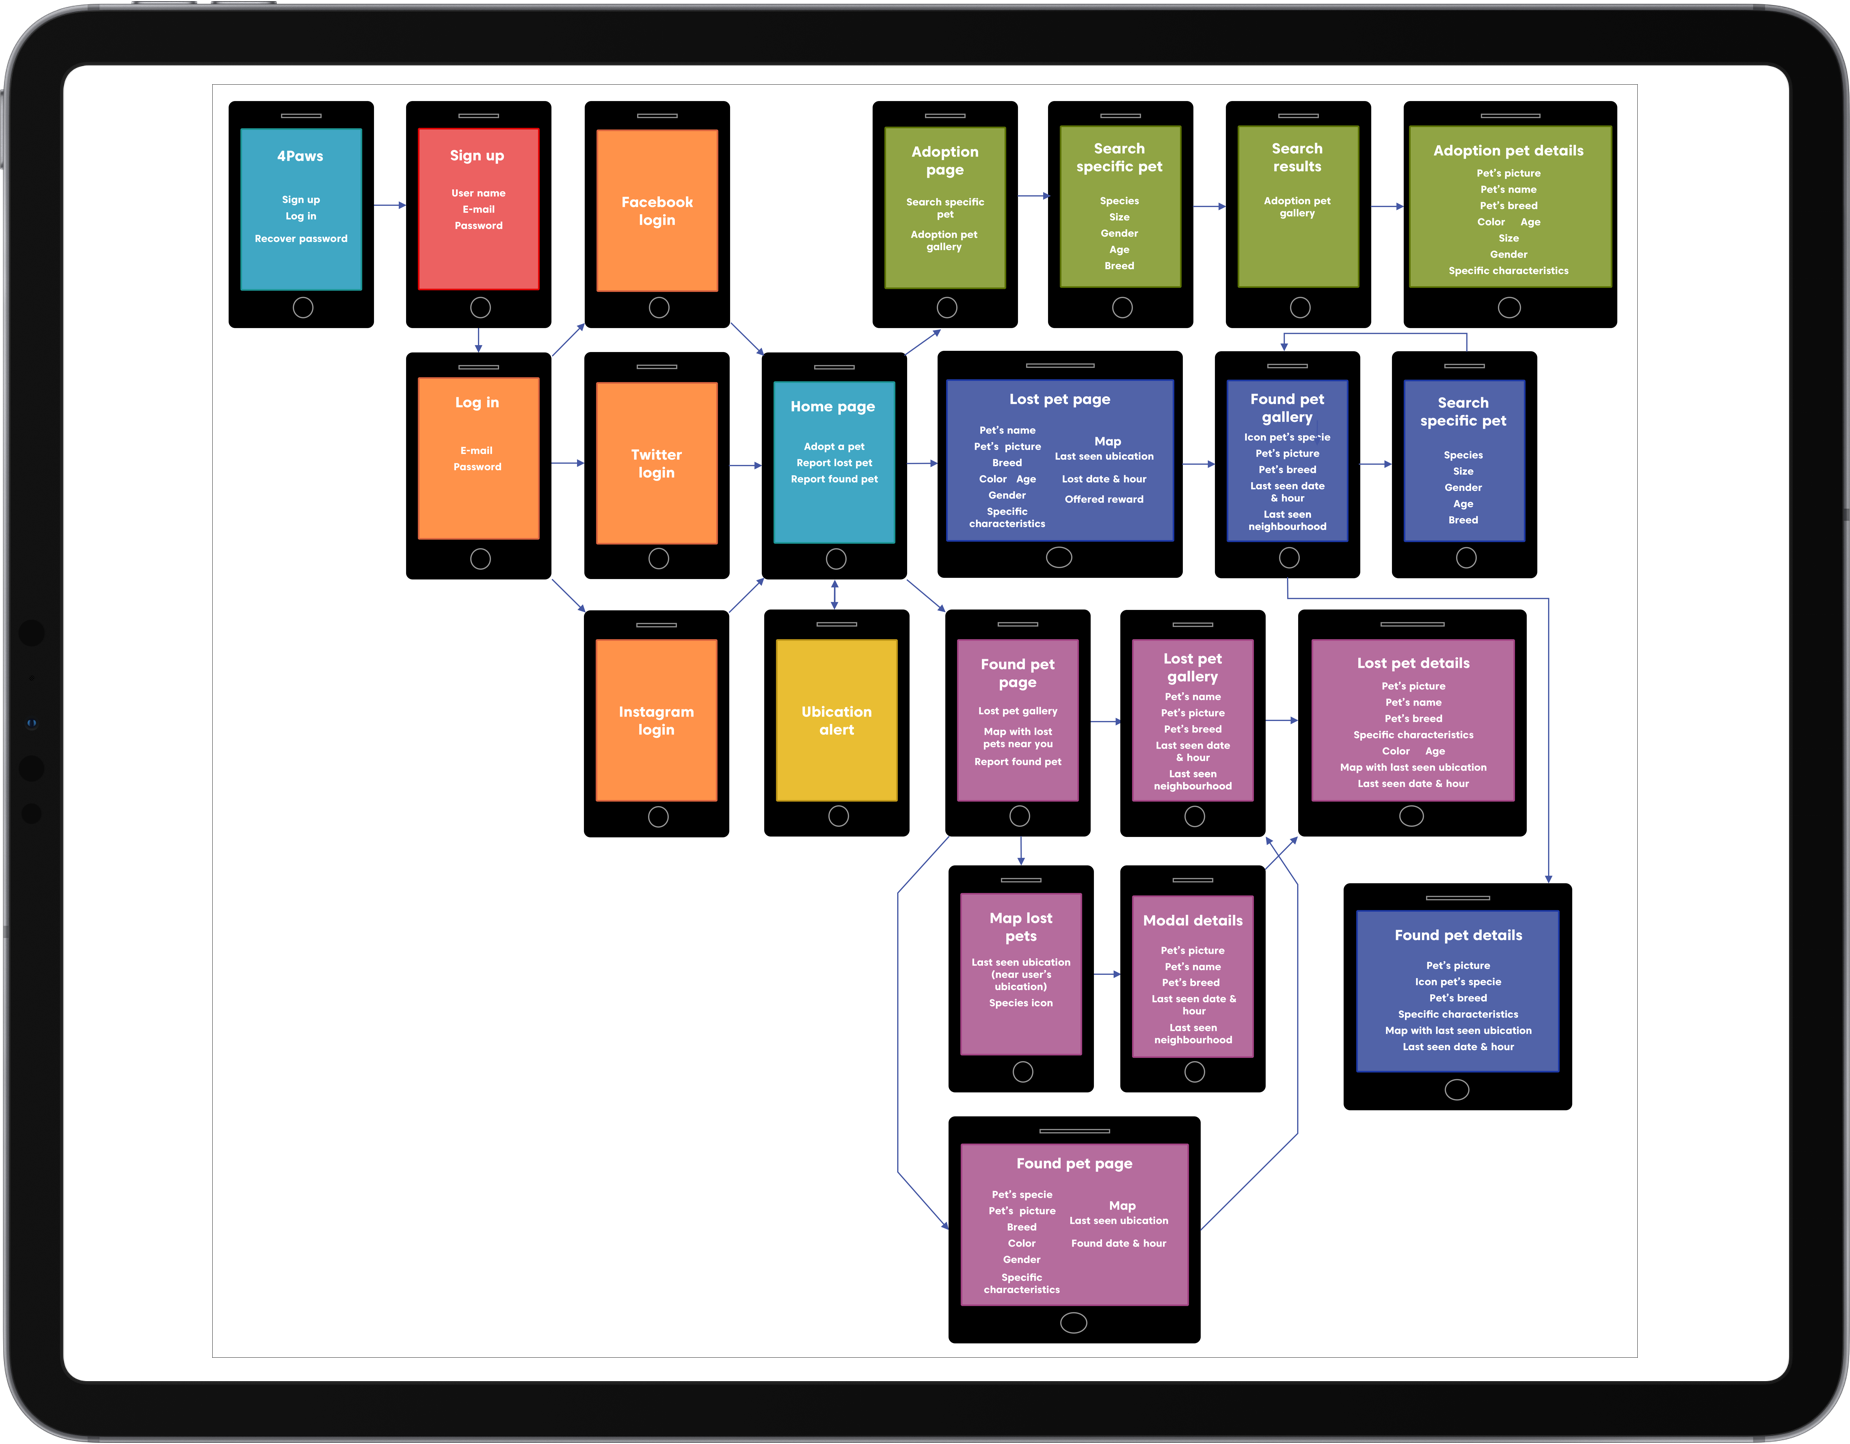 4Paws
Sign up
Log in
Recover password
Sign up
User name
E-mail
Password
Facebook
login
Adoption
page
Search specific
pet
Adoption pet
gallery
Search
specific pet
Species
Size
Gender
Age
Breed
Search
results
Adoption pet
gallery
Adoption pet details
Pet's picture
Pet's name
Pet's breed
Color Age
Size
Gender
Specific characteristics
Log in
E-mail
Password
Twitter
login
Home page
Adopt a pet
Report lost pet
Report found pet
Lost pet page
Pet's name
Pet's picture
Breed
Color Age
Gender
Specific
characteristics
Map
Last seen ubication
Lost date & hour
Offered reward
Found pet
gallery
Icon pet's specie
Pet's picture
Pet's breed
Last seen date
& hour
Last seen
neighbourhood
Search
specific pet
Species
Size
Gender
Age
Breed
Instagram
login
Ubication
alert
Found pet
page
Lost pet gallery
Map with lost
pets near you
Report found pet
Lost pet
gallery
Pet's name
Pet's picture
Pet's breed
Last seen date
& hour
Last seen
neighbourhood
Lost pet details
Pet's picture
Pet's name
Pet's breed
Specific characteristics
Color Age
Map with last seen ubication
Last seen date & hour
Map lost
pets
Last seen ubication
(near user's
ubication)
Species icon
Modal details
Pet's picture
Pet's name
Pet's breed
Last seen date &
hour
Last seen
neighbourhood
Found pet details
Pet's picture
Icon pet's specie
Pet's breed
Specific characteristics
Map with last seen ubication
Last seen date & hour
Found pet page
Pet's specie
Pet's picture
Breed
Color
Gender
Specific
characteristics
Map
Last seen ubication
Found date & hour